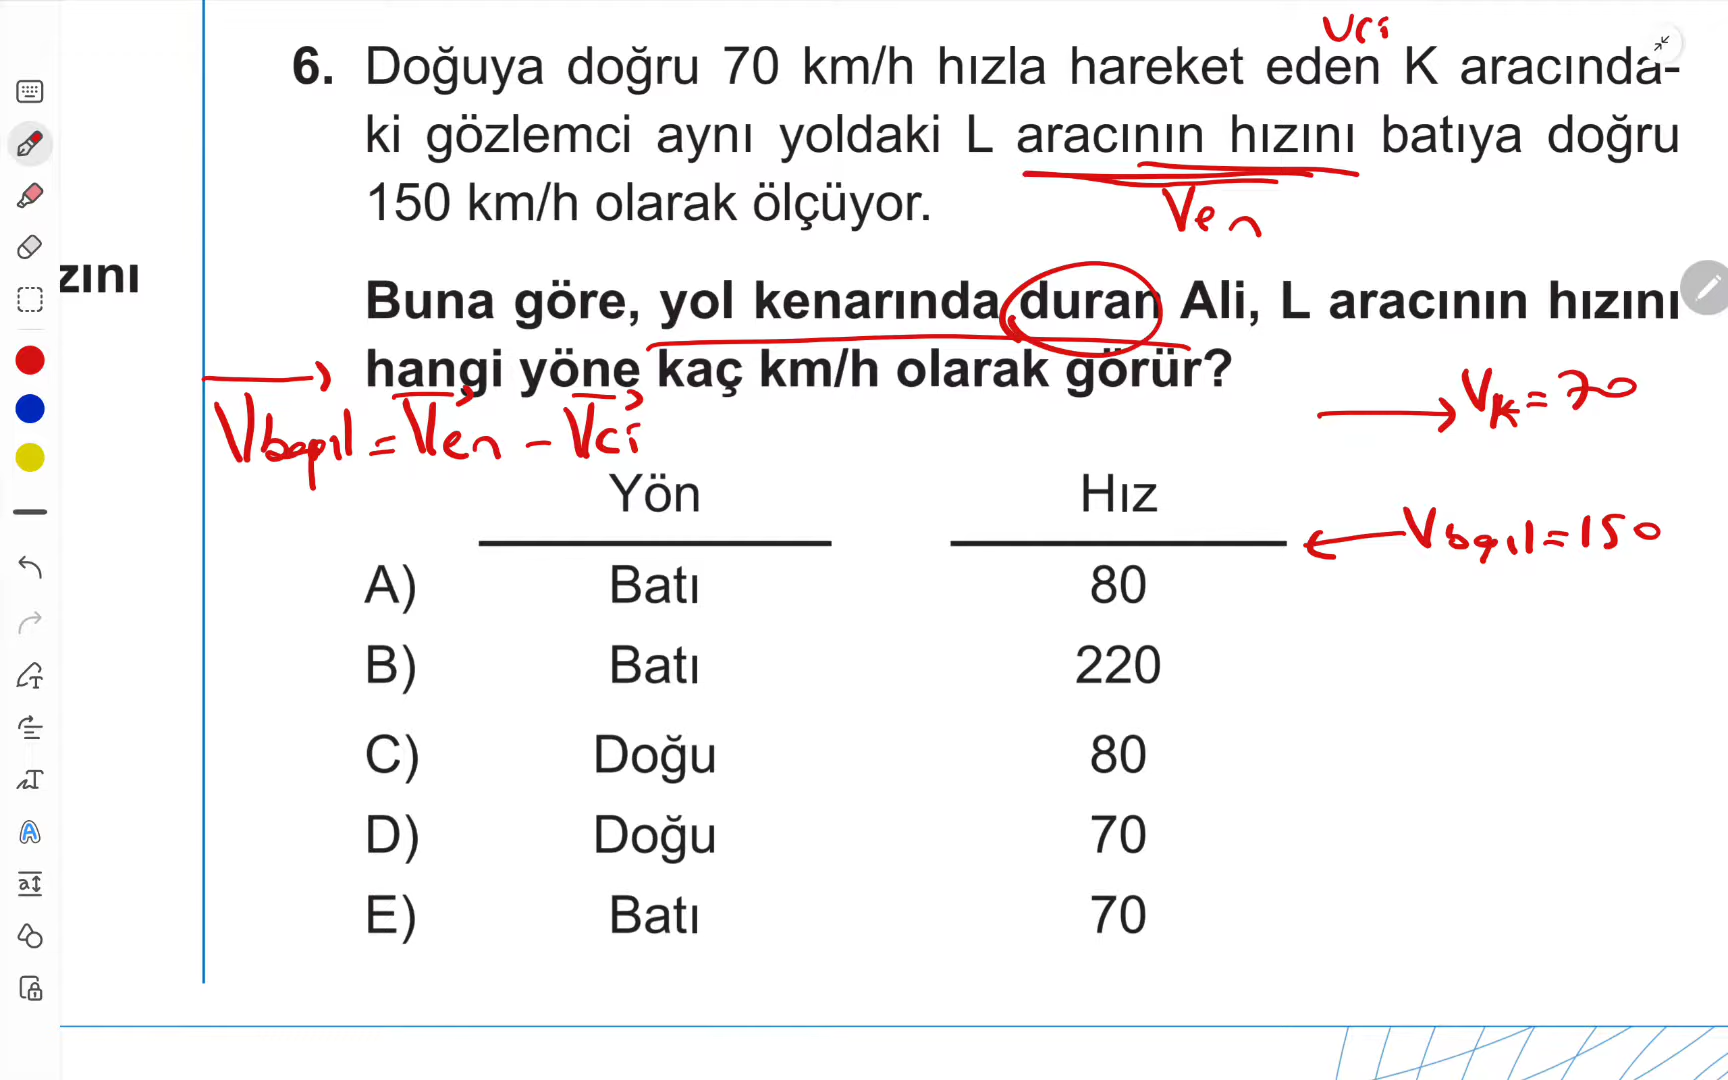 Vci
6. Doğuya doğru 70 km/h hızla hareket eden K aracında-
ki gözlemci aynı yoldaki L aracının hızını batıya doğru
150 km/h olarak ölçüyor.
Ven
zını
Buna göre, yol kenarında duran Ali, L aracının hızını
hangi yöne kaç km/h olarak görür?
VK = 70
Vbağıl = Ven - Vci
Yön Hız
Vbağıl = 150
A) Batı 80
B) Batı 220
C) Doğu 80
D) Doğu 70
E) Batı 70